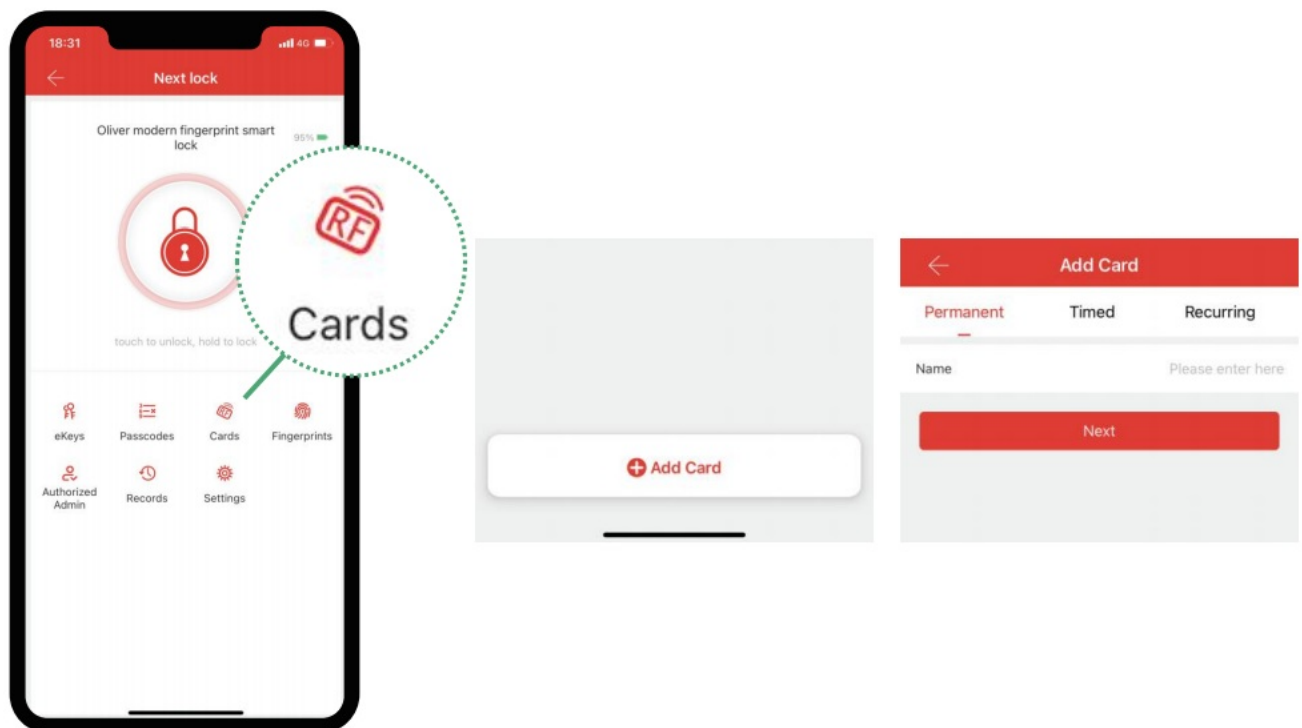 18:31
4G
Next lock
Oliver modern fingerprint smart
lock
95%
touch to unlock, hold to lock
RF
Cards
eKeys
Passcodes
Cards
Fingerprints
Authorized
Admin
Records
Settings
Add Card
Add Card
Permanent
Timed
Recurring
Name
Please enter here
Next